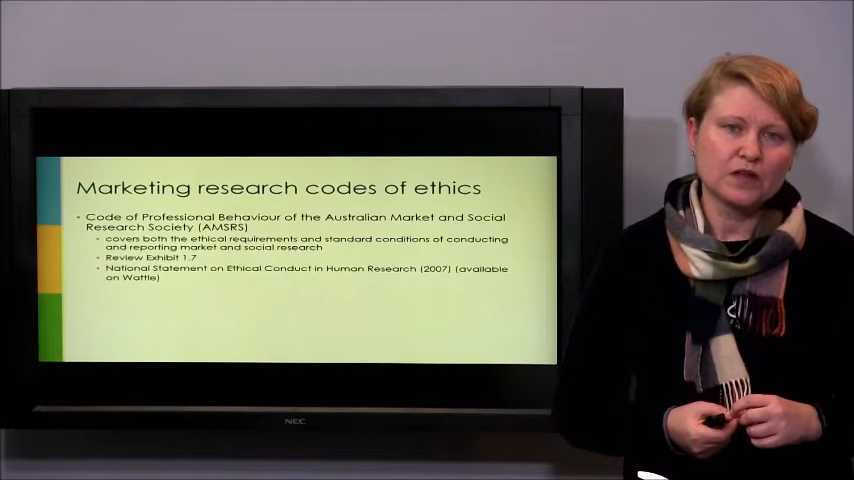 Marketing research codes of ethics
• Code of Professional Behaviour of the Australian Market and Social
Research Society (AMSRS)
• covers both the ethical requirements and standard conditions of conducting
and reporting market and social research
• Review Exhibit 1.7
• National Statement on Ethical Conduct in Human Research (2007) (available
on Wattle)
NEC